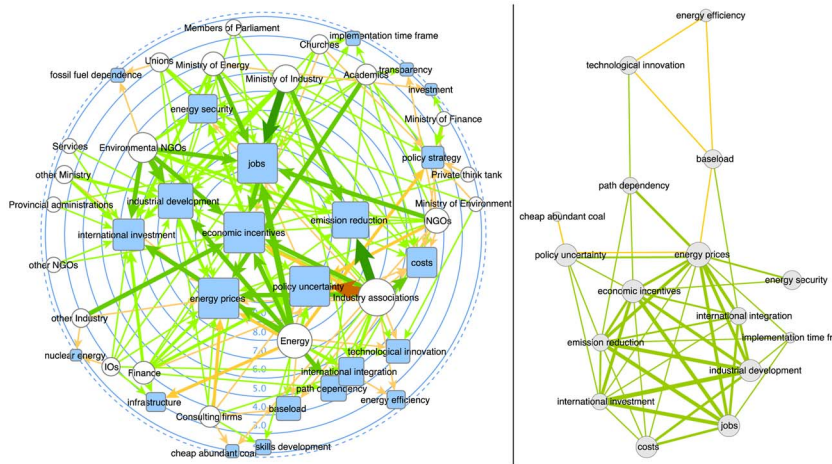 Members of Parliament
Churches
implementation time frame
Unions
Ministry of Energy
fossil fuel dependence
Ministry of Industry
Academics
transparency
investment
energy security
Ministry of Finance
Services
Environmental NGOs
jobs
policy strategy
other Ministry
Private think tank
Provincial administrations
industrial development
emission reduction
Ministry of Environment
NGOs
international investment
economic incentives
other NGOs
costs
energy prices
policy uncertainty
Industry associations
other Industry
8.0
Energy
7.0
nuclear energy
technological innovation
6.0
IOs
Finance
international integration
5.0
path dependency
infrastructure
baseload
4.0
energy efficiency
Consulting firms
3.0
cheap abundant coal
skills development
energy efficiency
technological innovation
baseload
path dependency
cheap abundant coal
policy uncertainty
energy prices
energy security
economic incentives
international integration
emission reduction
implementation time fr
industrial development
international investment
jobs
costs